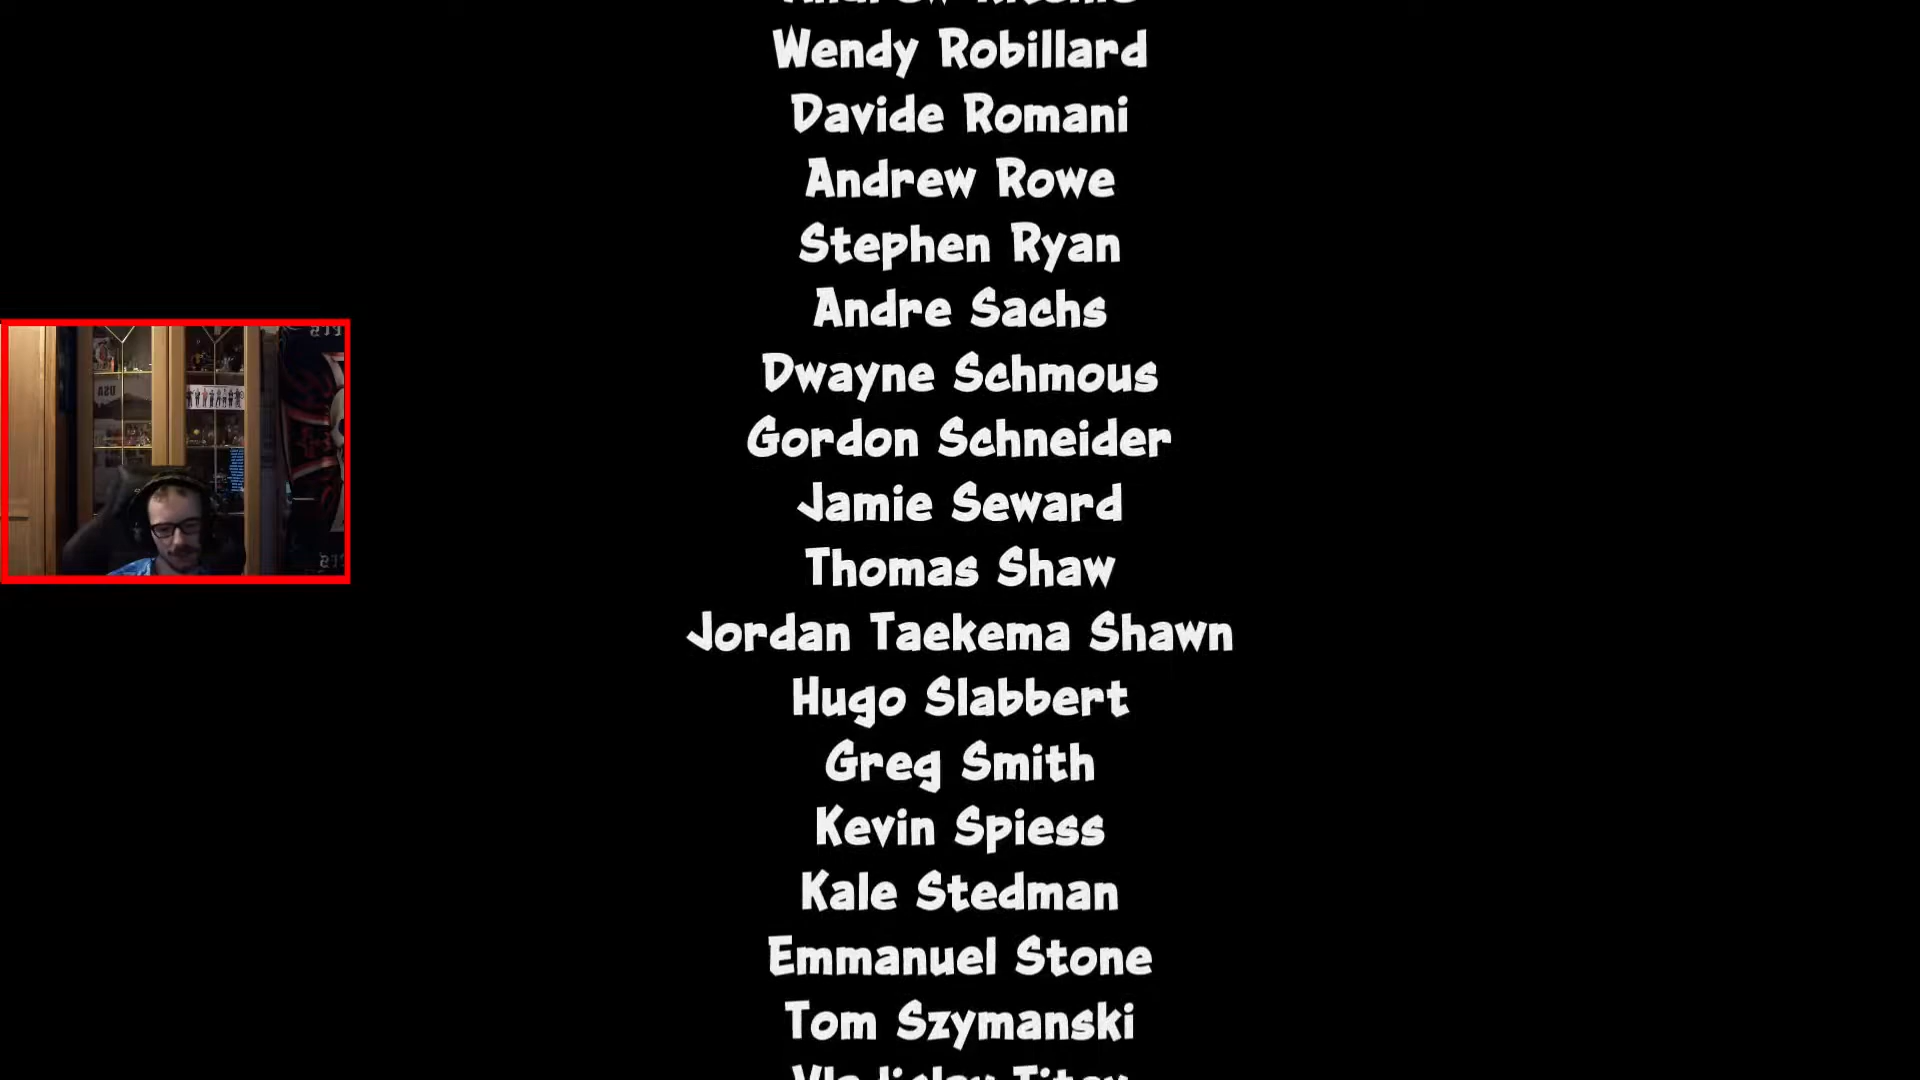 Wendy Robillard
Davide Romani
Andrew Rowe
Stephen Ryan
Andre Sachs
Dwayne Schmous
Gordon Schneider
Jamie Seward
Thomas Shaw
Jordan Taekema Shawn
Hugo Slabbert
Greg Smith
Kevin Spiess
Kale Stedman
Emmanuel Stone
Tom Szymanski